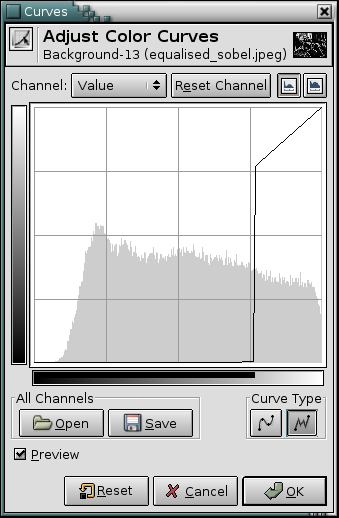 Curves
Adjust Color Curves
Background-13 (equalised_sobel.jpeg)
Channel: Value Reset Channel
All Channels
Curve Type
Open Save
Preview
Reset Cancel OK